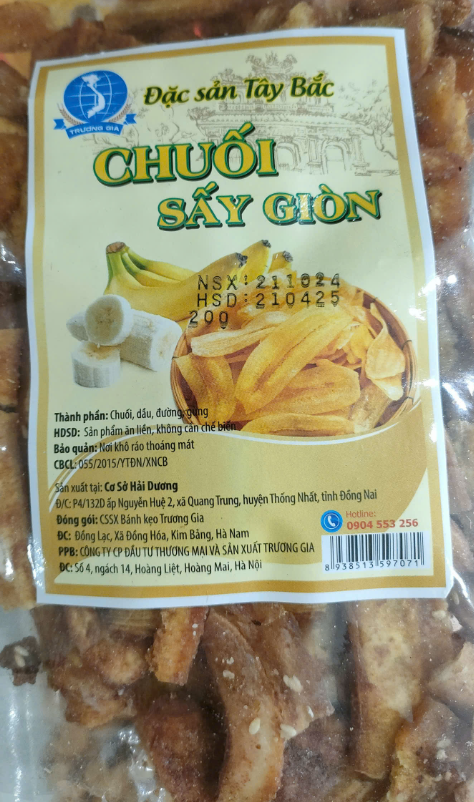 TRƯƠNG GIA
Đặc sản Tây Bắc
CHUỐI
SẤY GIÒN
NSX:211024
HSD:210425
20g
Thành phần: Chuối, dầu, đường, gừng
HDSD: Sản phẩm ăn liền, không cần chế biến
Bảo quản: Nơi khô ráo thoáng mát
CBCL: 055/2015/YTĐN/XNCB
Sản xuất tại: Cơ Sở Hải Dương
Đ/C: P4/132D ấp Nguyễn Huệ 2, xã Quang Trung, huyện Thống Nhất, tỉnh Đồng Nai
Đóng gói: CSSX Bánh kẹo Trương Gia
ĐC: Đồng Lạc, Xã Đồng Hóa, Kim Bảng, Hà Nam
PPB: CÔNG TY CP ĐẦU TƯ THƯƠNG MẠI VÀ SẢN XUẤT TRƯƠNG GIA
ĐC: Số 4, ngách 14, Hoàng Liệt, Hoàng Mai, Hà Nội
Hotline:
0904 553 256
8 938513 597071